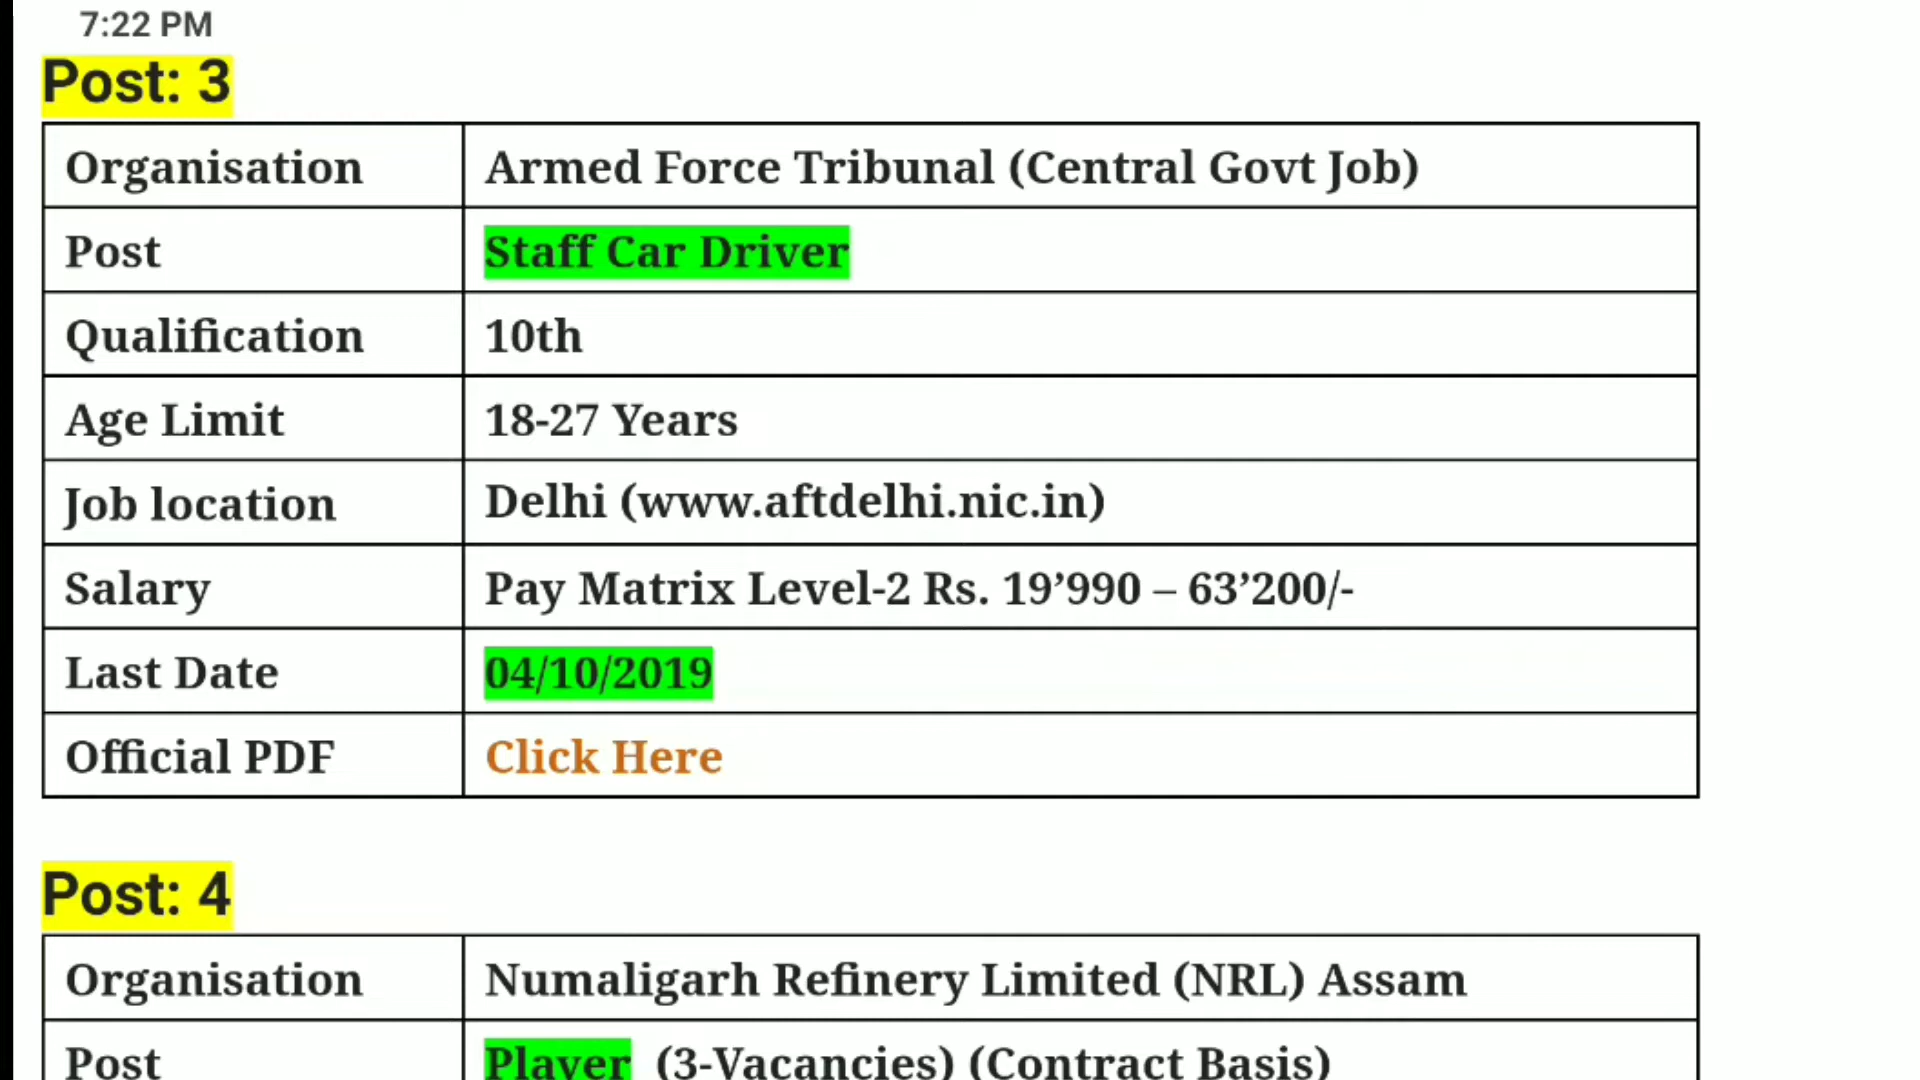 7:22 PM
Post: 3
Organisation Armed Force Tribunal (Central Govt Job)
Post Staff Car Driver
Qualification 10th
Age Limit 18-27 Years
Job location Delhi (www.aftdelhi.nic.in)
Salary Pay Matrix Level-2 Rs. 19’990 – 63’200/-
Last Date 04/10/2019
Official PDF Click Here
Post: 4
Organisation Numaligarh Refinery Limited (NRL) Assam
Post Player (3-Vacancies) (Contract Basis)